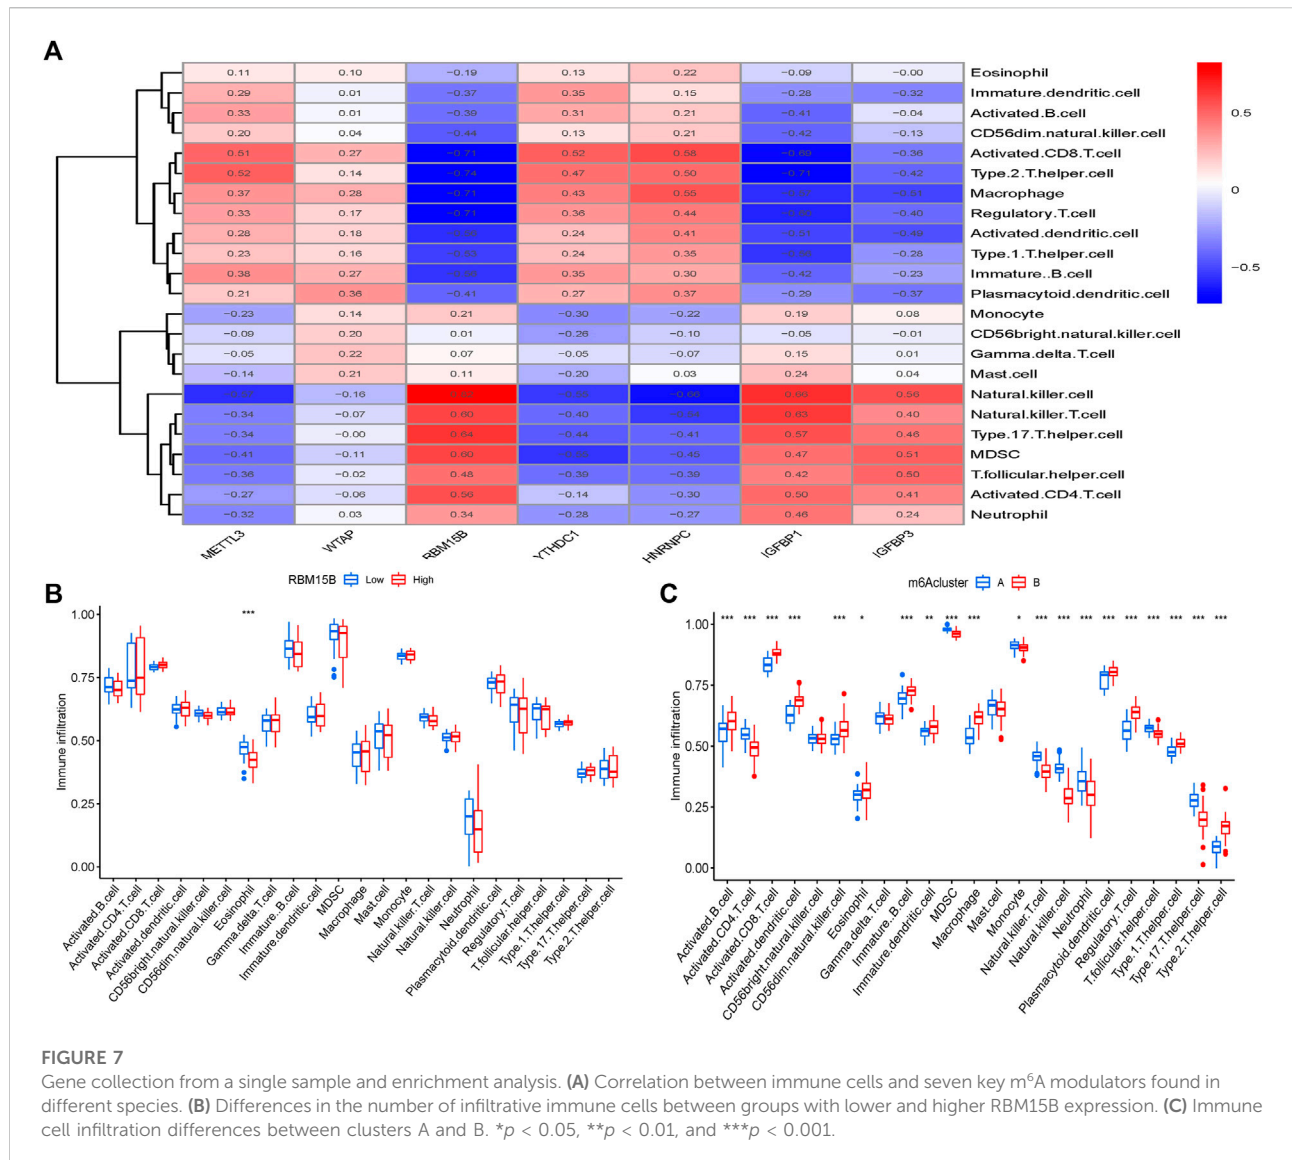 A
0.11 0.10 −0.19 0.13 0.22 −0.09 −0.00 Eosinophil
0.29 0.01 −0.37 0.35 0.15 −0.28 −0.32 Immature.dendritic.cell
0.33 0.01 −0.39 0.31 0.21 −0.41 −0.04 Activated.B.cell
0.20 0.04 −0.44 0.13 0.21 −0.42 −0.13 CD56dim.natural.killer.cell
0.51 0.27 −0.71 0.52 0.58 −0.69 −0.36 Activated.CD8.T.cell
0.52 0.14 −0.74 0.47 0.50 −0.71 −0.42 Type.2.T.helper.cell
0.37 0.28 −0.71 0.43 0.55 −0.51 Macrophage
0.33 0.17 −0.71 0.36 0.44 −0.40 Regulatory.T.cell
0.28 0.18 0.24 0.41 −0.51 −0.49 Activated.dendritic.cell
0.23 0.16 0.24 0.35 −0.28 Type.1.T.helper.cell
0.38 0.27 0.35 0.30 −0.42 −0.23 Immature..B.cell
0.21 0.36 −0.41 0.27 0.37 −0.29 −0.37 Plasmacytoid.dendritic.cell
−0.23 0.14 0.21 −0.30 −0.22 0.19 0.08 Monocyte
−0.09 0.20 0.01 −0.26 −0.10 −0.05 −0.01 CD56bright.natural.killer.cell
−0.05 0.22 0.07 −0.05 −0.07 0.15 0.01 Gamma.delta.T.cell
−0.14 0.21 0.11 −0.20 0.03 0.24 0.04 Mast.cell
−0.16 −0.66 0.66 0.56 Natural.killer.cell
−0.34 −0.07 0.60 −0.40 0.63 0.40 Natural.killer.T.cell
−0.34 −0.00 0.64 −0.44 −0.41 0.57 0.46 Type.17.T.helper.cell
−0.41 −0.11 0.60 −0.45 0.47 0.51 MDSC
−0.36 −0.02 0.48 −0.39 −0.39 0.42 0.50 T.follicular.helper.cell
−0.27 −0.06 0.56 −0.14 −0.30 0.50 0.41 Activated.CD4.T.cell
−0.32 0.03 0.34 −0.28 −0.27 0.46 0.24 Neutrophil
METTL3 WTAP RBM15B YTHDC1 HNRNPC IGFBP1 IGFBP3
0.5
0
−0.5
B
RBM15B Low High
***
1.00
0.75
0.50
0.25
0.00
Immune infiltration
Activated.B.cell
Activated.CD4.T.cell
Activated.CD8.T.cell
Activated.dendritic.cell
CD56bright.natural.killer.cell
CD56dim.natural.killer.cell
Eosinophil
Gamma.delta.T.cell
Immature..B.cell
Immature.dendritic.cell
MDSC
Macrophage
Mast.cell
Monocyte
Natural.killer.T.cell
Natural.killer.cell
Neutrophil
Plasmacytoid.dendritic.cell
Regulatory.T.cell
T.follicular.helper.cell
Type.1.T.helper.cell
Type.17.T.helper.cell
Type.2.T.helper.cell
C
m6Acluster A B
*** *** *** *** *** * *** ** *** *** * *** *** *** *** *** *** *** *** ***
1.00
0.75
0.50
0.25
0.00
Immune infiltration
Activated.B.cell
Activated.CD4.T.cell
Activated.CD8.T.cell
Activated.dendritic.cell
CD56bright.natural.killer.cell
CD56dim.natural.killer.cell
Eosinophil
Gamma.delta.T.cell
Immature..B.cell
Immature.dendritic.cell
MDSC
Macrophage
Mast.cell
Monocyte
Natural.killer.T.cell
Natural.killer.cell
Neutrophil
Plasmacytoid.dendritic.cell
Regulatory.T.cell
T.follicular.helper.cell
Type.1.T.helper.cell
Type.17.T.helper.cell
Type.2.T.helper.cell
FIGURE 7
Gene collection from a single sample and enrichment analysis. (A) Correlation between immune cells and seven key m⁶A modulators found in
different species. (B) Differences in the number of infiltrative immune cells between groups with lower and higher RBM15B expression. (C) Immune
cell infiltration differences between clusters A and B. *p < 0.05, **p < 0.01, and ***p < 0.001.